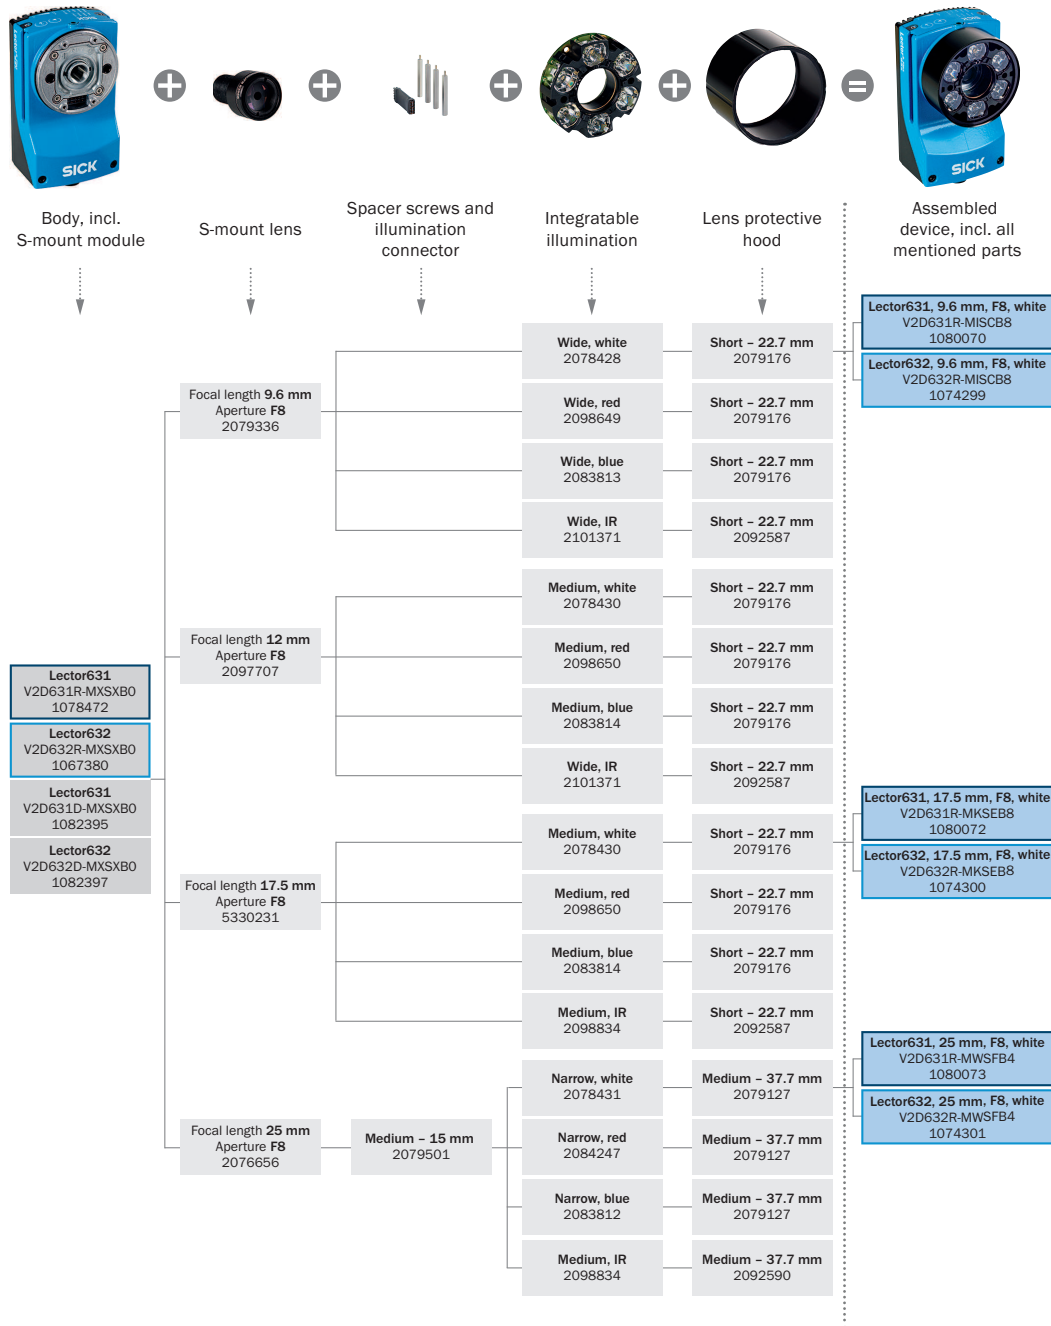 SICK
SICK
Body, incl.
S-mount module
S-mount lens
Spacer screws and
illumination
connector
Integratable
illumination
Lens protective
hood
Assembled
device, incl. all
mentioned parts
Lector631
V2D631R-MXSXB0
1078472
Lector632
V2D632R-MXSXB0
1067380
Lector631
V2D631D-MXSXB0
1082395
Lector632
V2D632D-MXSXB0
1082397
Focal length 9.6 mm
Aperture F8
2079336
Wide, white
2078428
Short – 22.7 mm
2079176
Wide, red
2098649
Short – 22.7 mm
2079176
Wide, blue
2083813
Short – 22.7 mm
2079176
Wide, IR
2101371
Short – 22.7 mm
2092587
Lector631, 9.6 mm, F8, white
V2D631R-MISCB8
1080070
Lector632, 9.6 mm, F8, white
V2D632R-MISCB8
1074299
Focal length 12 mm
Aperture F8
2097707
Medium, white
2078430
Short – 22.7 mm
2079176
Medium, red
2098650
Short – 22.7 mm
2079176
Medium, blue
2083814
Short – 22.7 mm
2079176
Wide, IR
2101371
Short – 22.7 mm
2092587
Focal length 17.5 mm
Aperture F8
5330231
Medium, white
2078430
Short – 22.7 mm
2079176
Medium, red
2098650
Short – 22.7 mm
2079176
Medium, blue
2083814
Short – 22.7 mm
2079176
Medium, IR
2098834
Short – 22.7 mm
2092587
Lector631, 17.5 mm, F8, white
V2D631R-MKSEB8
1080072
Lector632, 17.5 mm, F8, white
V2D632R-MKSEB8
1074300
Focal length 25 mm
Aperture F8
2076656
Medium – 15 mm
2079501
Narrow, white
2078431
Medium – 37.7 mm
2079127
Narrow, red
2084247
Medium – 37.7 mm
2079127
Narrow, blue
2083812
Medium – 37.7 mm
2079127
Medium, IR
2098834
Medium – 37.7 mm
2092590
Lector631, 25 mm, F8, white
V2D631R-MWSFB4
1080073
Lector632, 25 mm, F8, white
V2D632R-MWSFB4
1074301